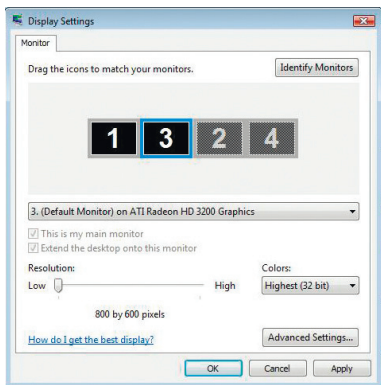 Display Settings
Monitor
Drag the icons to match your monitors.
Identify Monitors
1 3 2 4
3. (Default Monitor) on ATI Radeon HD 3200 Graphics
This is my main monitor
Extend the desktop onto this monitor
Resolution:
Colors:
Low High
Highest (32 bit)
800 by 600 pixels
How do I get the best display?
Advanced Settings...
OK Cancel Apply